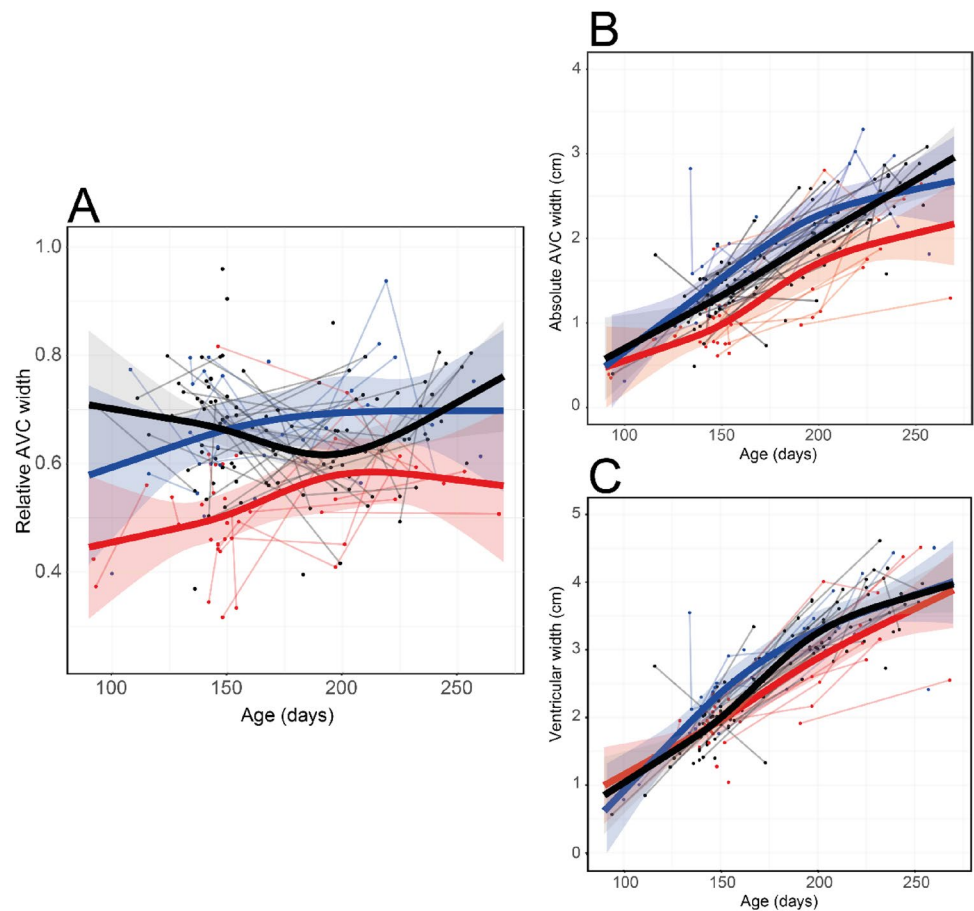 A
1.0
0.8
0.6
0.4
Relative AVC width
100 150 200 250
Age (days)
B
4
3
2
1
0
Absolute AVC width (cm)
100 150 200 250
Age (days)
C
5
4
3
2
1
0
Ventricular width (cm)
100 150 200 250
Age (days)